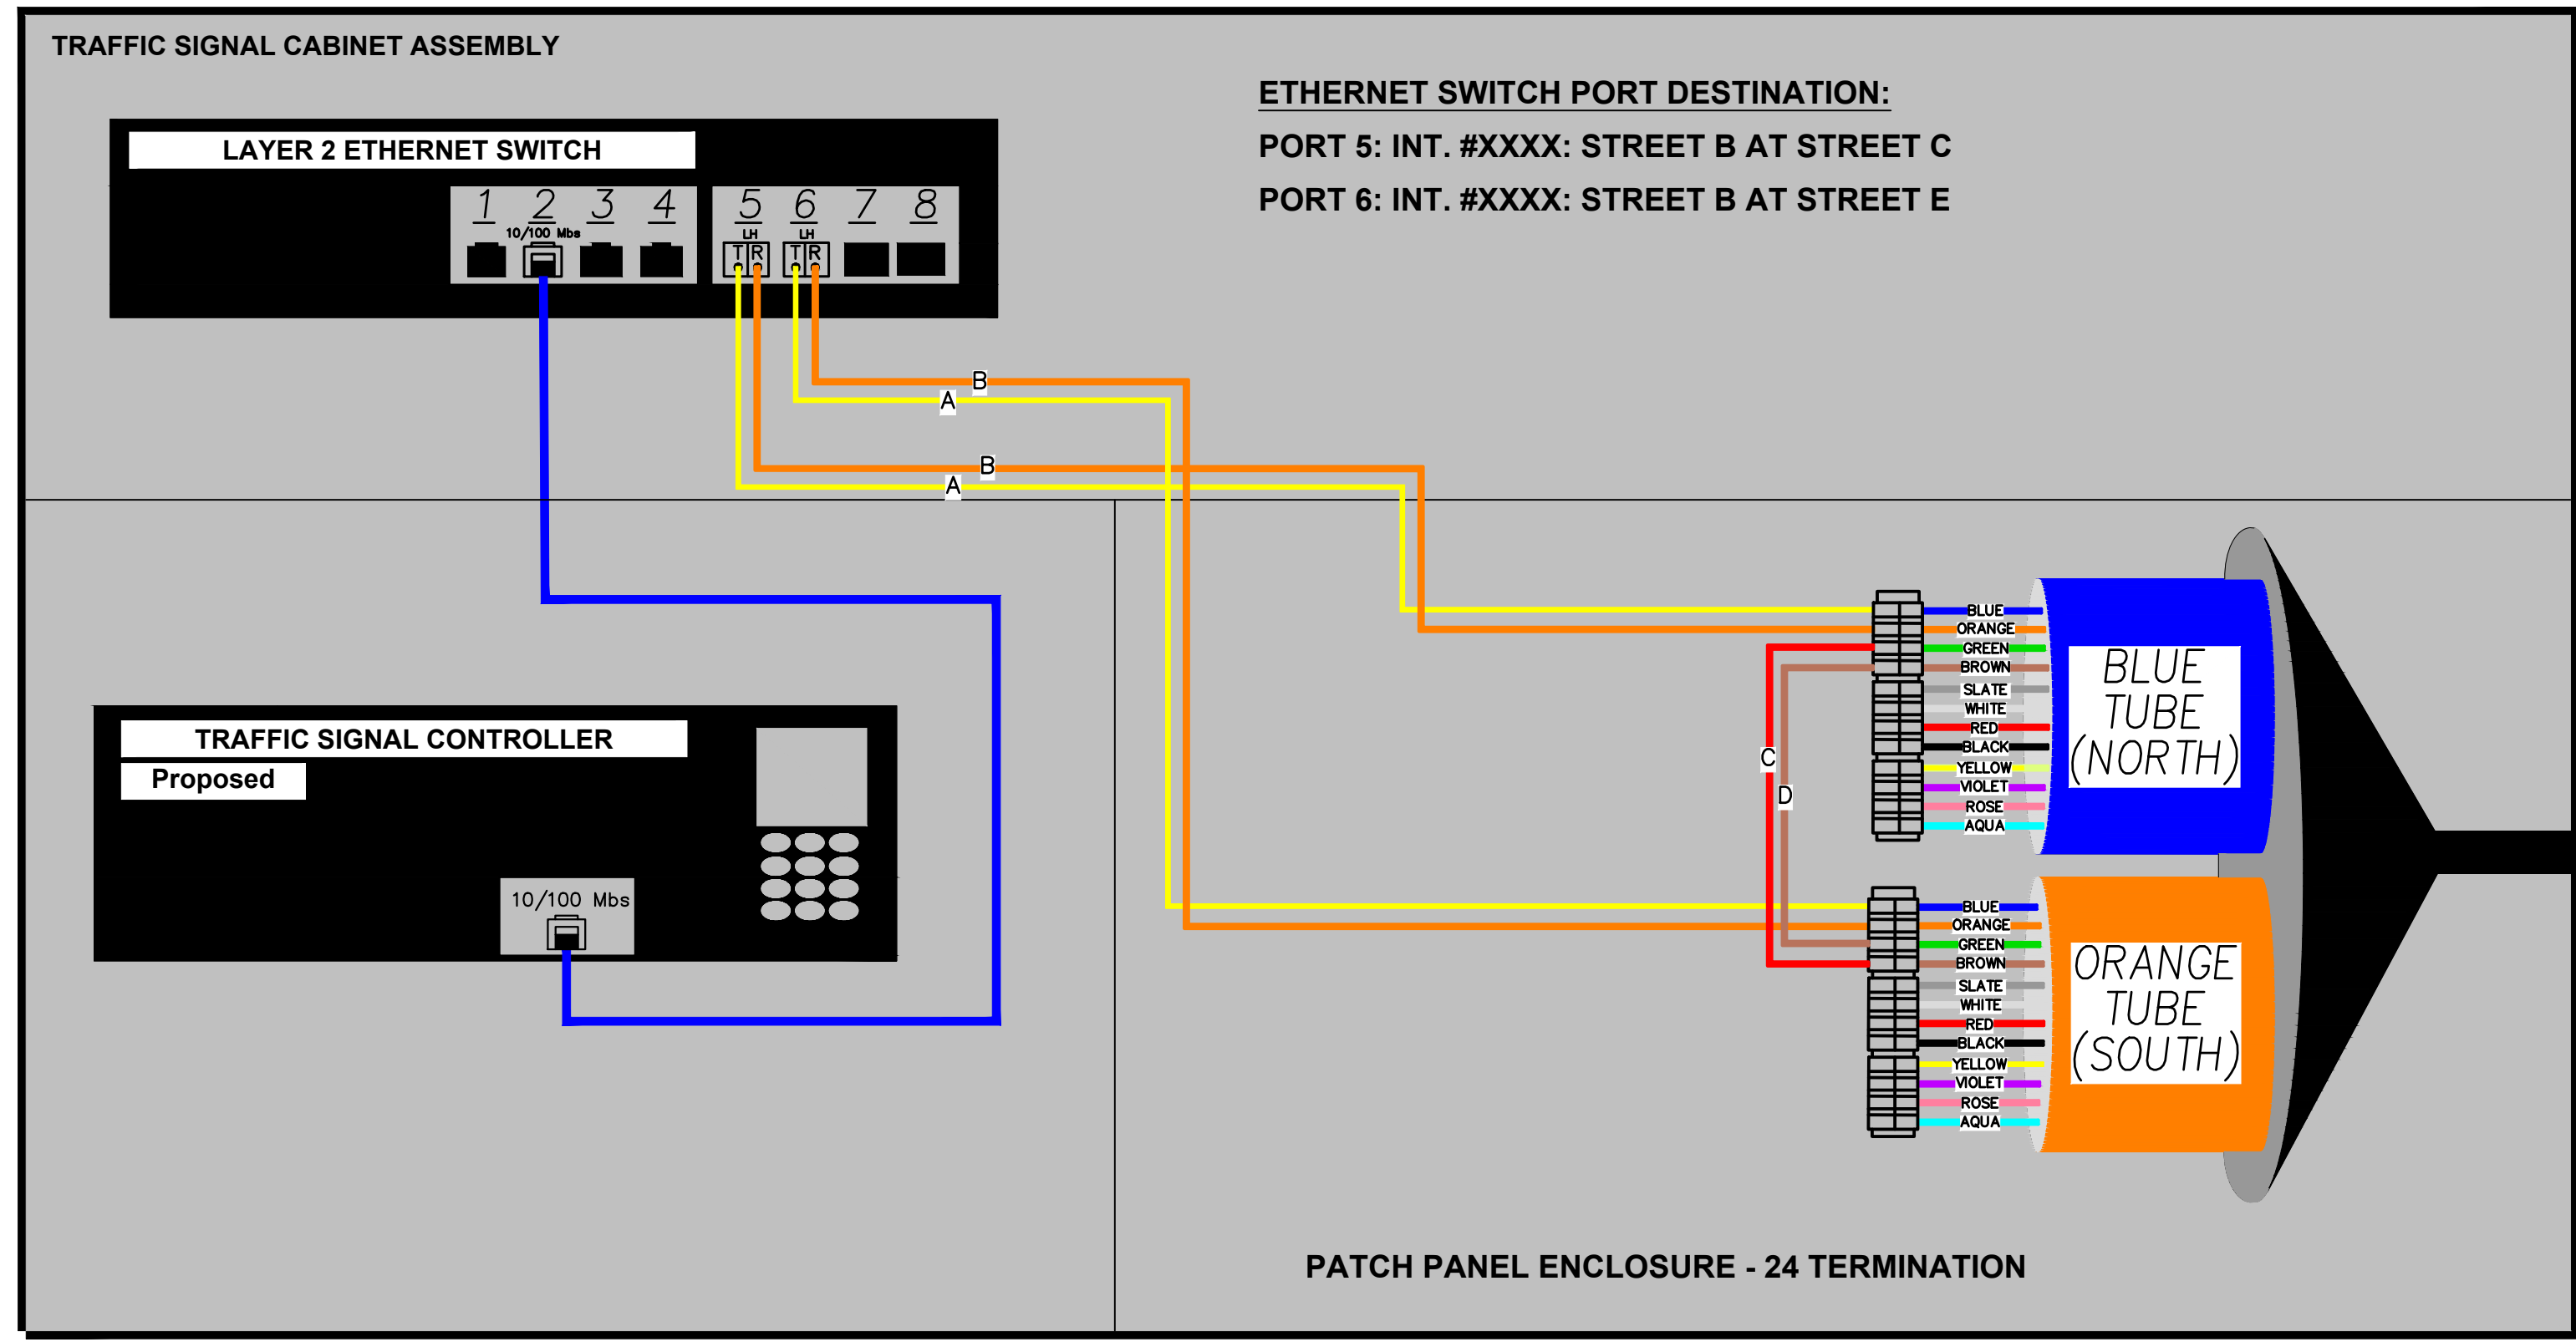 TRAFFIC SIGNAL CABINET ASSEMBLY
ETHERNET SWITCH PORT DESTINATION:
PORT 5: INT. #XXXX: STREET B AT STREET C
PORT 6: INT. #XXXX: STREET B AT STREET E
LAYER 2 ETHERNET SWITCH
1 2 3 4 5 6 7 8
10/100 Mbs LH LH
T R T R
B
A
B
A
BLUE
ORANGE
GREEN
BROWN
SLATE
WHITE
RED
BLACK
YELLOW
VIOLET
ROSE
AQUA
BLUE
TUBE
(NORTH)
C
D
TRAFFIC SIGNAL CONTROLLER
Proposed
10/100 Mbs
BLUE
ORANGE
GREEN
BROWN
SLATE
WHITE
RED
BLACK
YELLOW
VIOLET
ROSE
AQUA
ORANGE
TUBE
(SOUTH)
PATCH PANEL ENCLOSURE - 24 TERMINATION